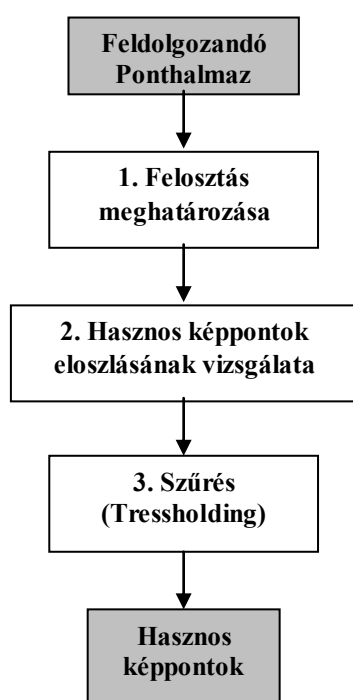 Feldolgozandó
Ponthalmaz
1. Felosztás
meghatározása
2. Hasznos képpontok
eloszlásának vizsgálata
3. Szűrés
(Tressholding)
Hasznos
képpontok